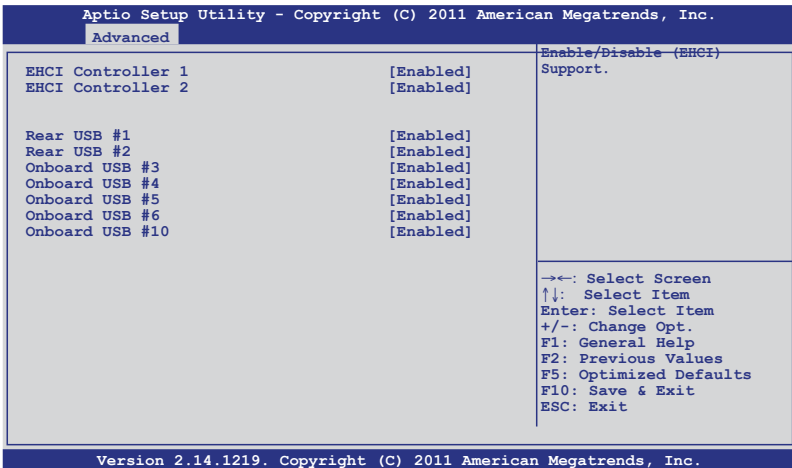 Aptio Setup Utility - Copyright (C) 2011 American Megatrends, Inc.
Advanced
EHCI Controller 1 [Enabled]
EHCI Controller 2 [Enabled]
Rear USB #1 [Enabled]
Rear USB #2 [Enabled]
Onboard USB #3 [Enabled]
Onboard USB #4 [Enabled]
Onboard USB #5 [Enabled]
Onboard USB #6 [Enabled]
Onboard USB #10 [Enabled]
Enable/Disable (EHCI)
Support.
→←: Select Screen
↑↓: Select Item
Enter: Select Item
+/-: Change Opt.
F1: General Help
F2: Previous Values
F5: Optimized Defaults
F10: Save & Exit
ESC: Exit
Version 2.14.1219. Copyright (C) 2011 American Megatrends, Inc.